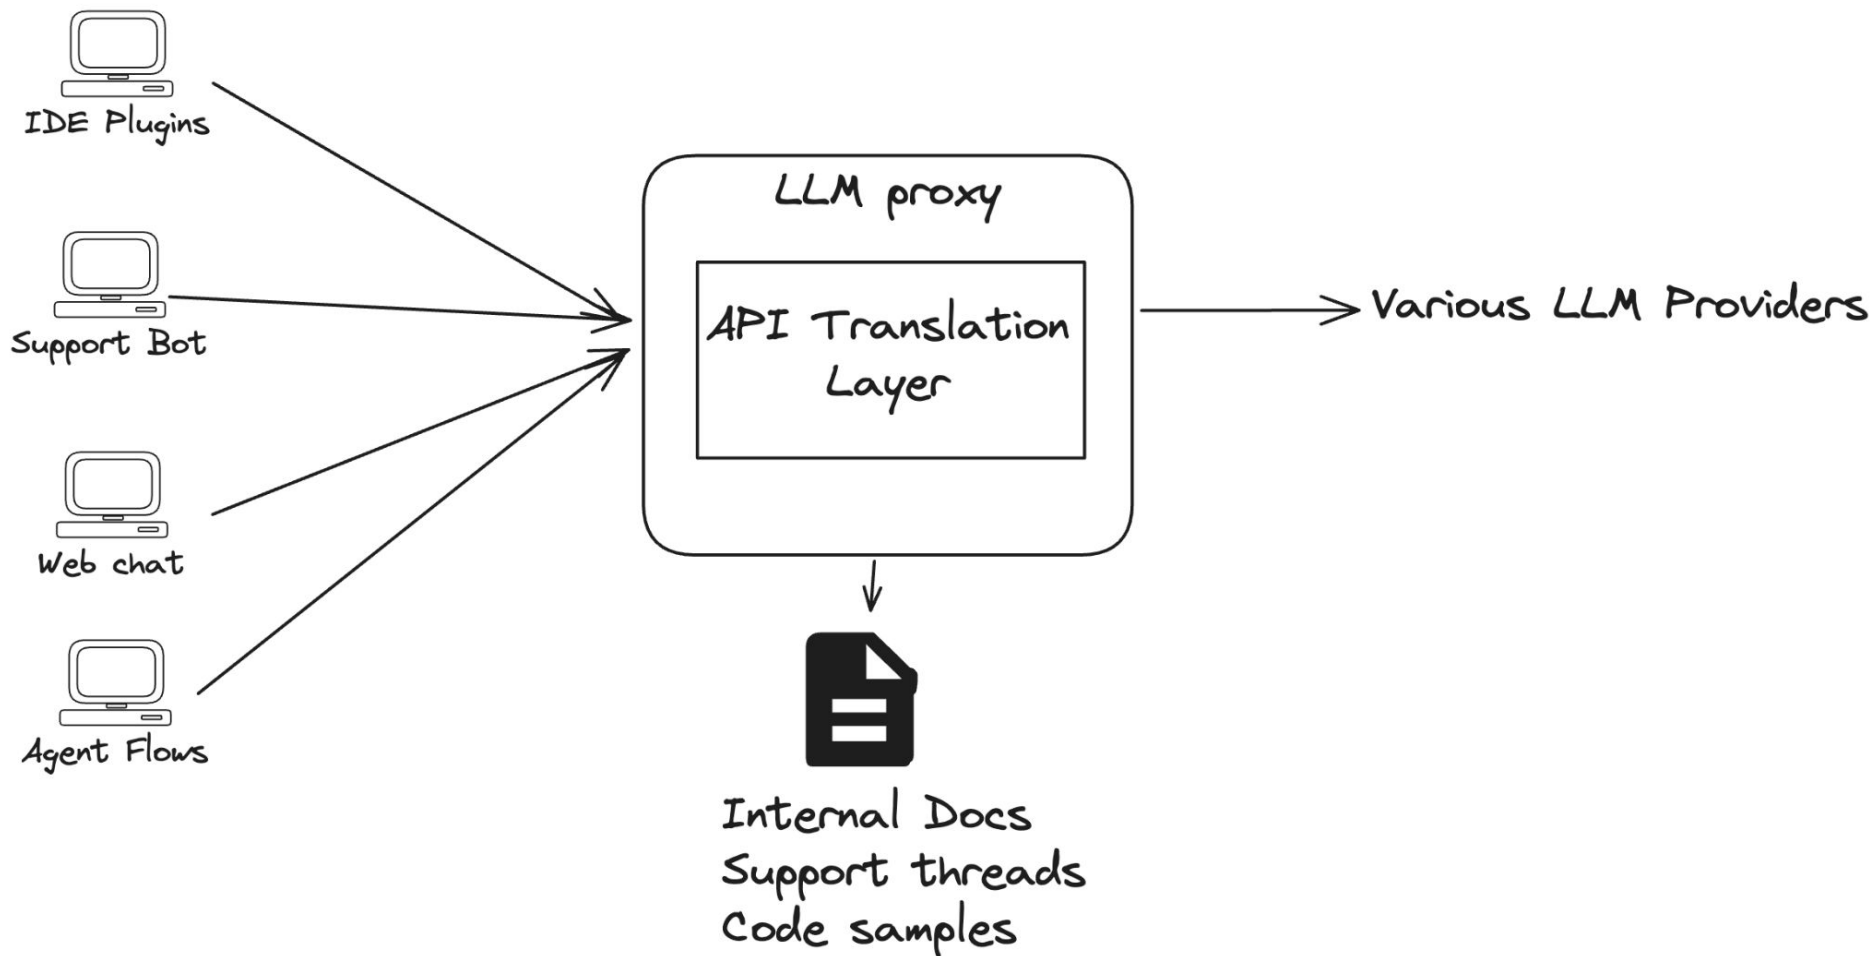 IDE Plugins
Support Bot
Web chat
Agent Flows
LLM proxy
API Translation
Layer
Various LLM Providers
Internal Docs
Support threads
Code samples